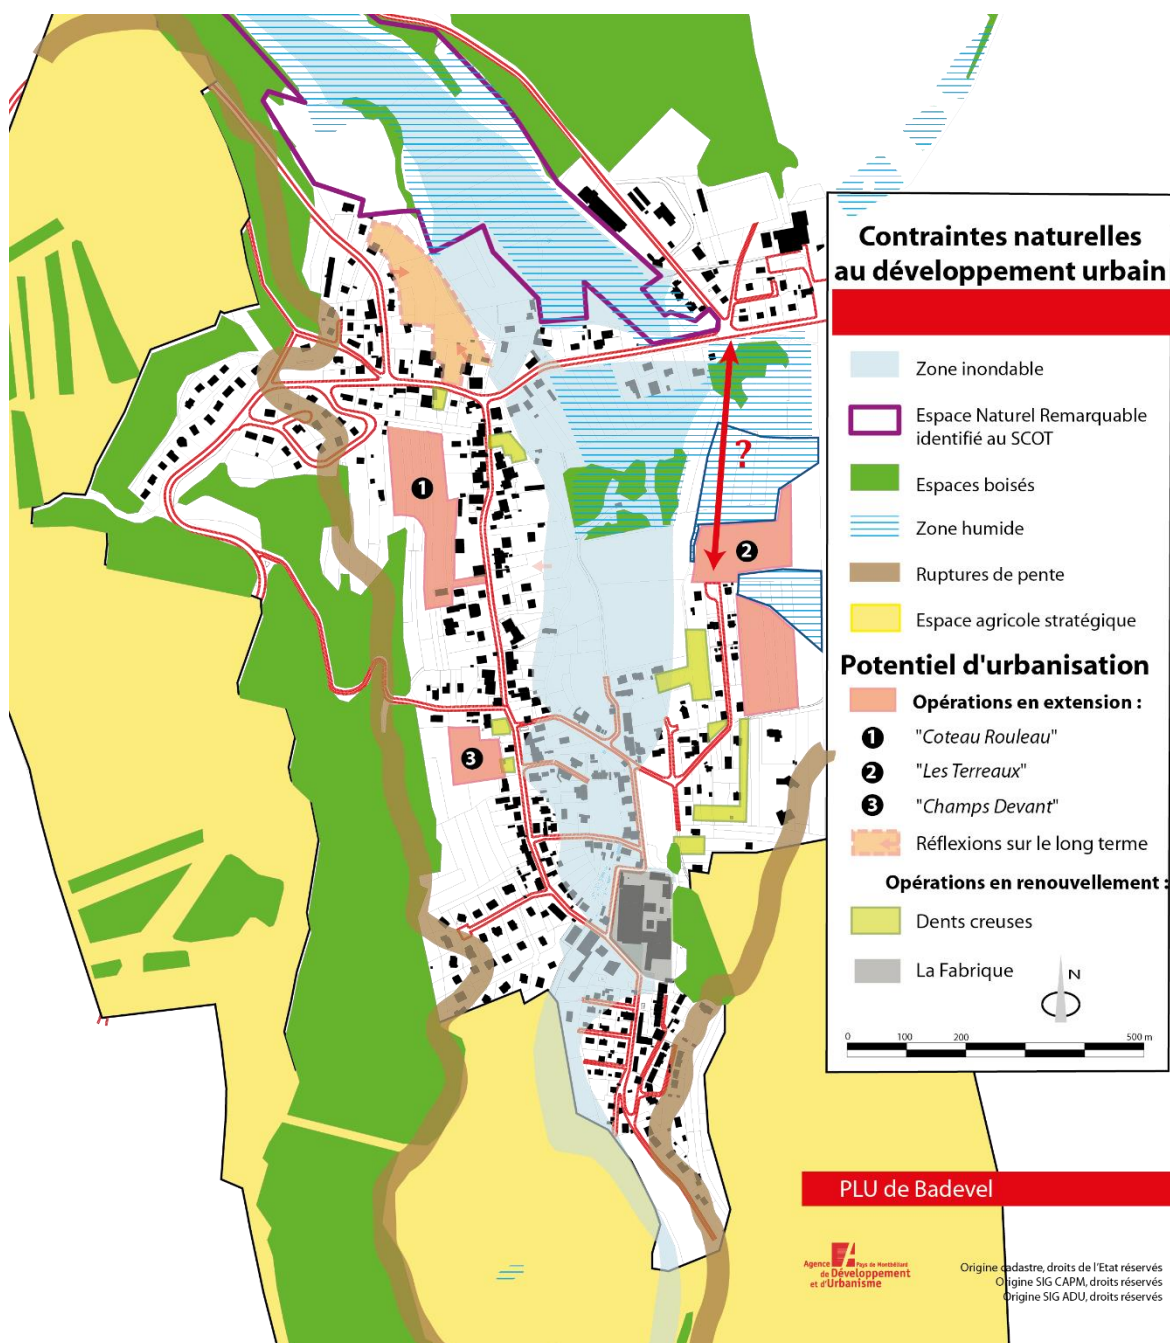 Contraintes naturelles
au développement urbain
Zone inondable
Espace Naturel Remarquable
identifié au SCOT
Espaces boisés
Zone humide
Ruptures de pente
Espace agricole stratégique
Potentiel d'urbanisation
Opérations en extension :
1 "Coteau Rouleau"
2 "Les Terreaux"
3 "Champs Devant"
Réflexions sur le long terme
Opérations en renouvellement :
Dents creuses
La Fabrique
N
0 100 200 500 m
?
1
2
3
PLU de Badevel
Agence Pays de Montbéliard
de Développement
et d'Urbanisme
Origine cadastre, droits de l'Etat réservés
Origine SIG CAPM, droits réservés
Origine SIG ADU, droits réservés